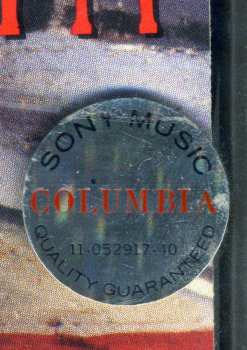 SONY MUSIC
COLUMBIA
11-052917-10
QUALITY GUARANTEED